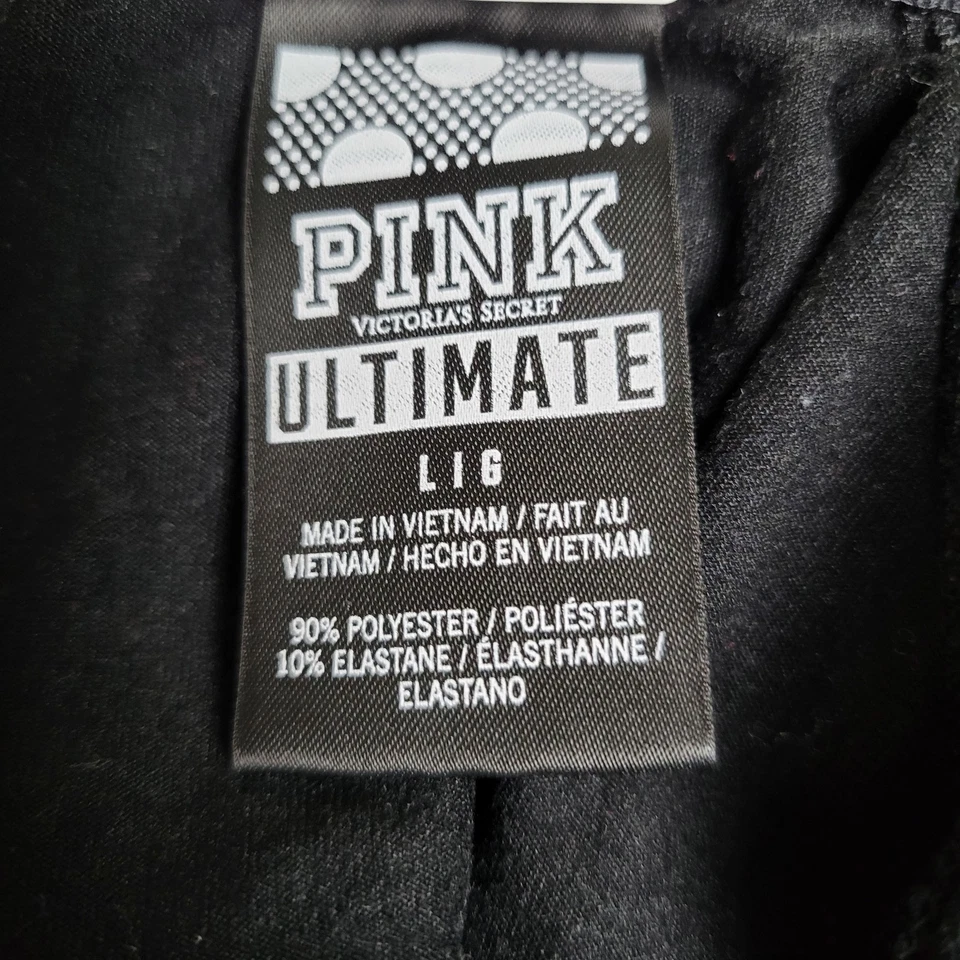 PINK
VICTORIA'S SECRET
ULTIMATE
L I G
MADE IN VIETNAM / FAIT AU
VIETNAM / HECHO EN VIETNAM
90% POLYESTER / POLIÉSTER
10% ELASTANE / ÉLASTHANNE /
ELASTANO